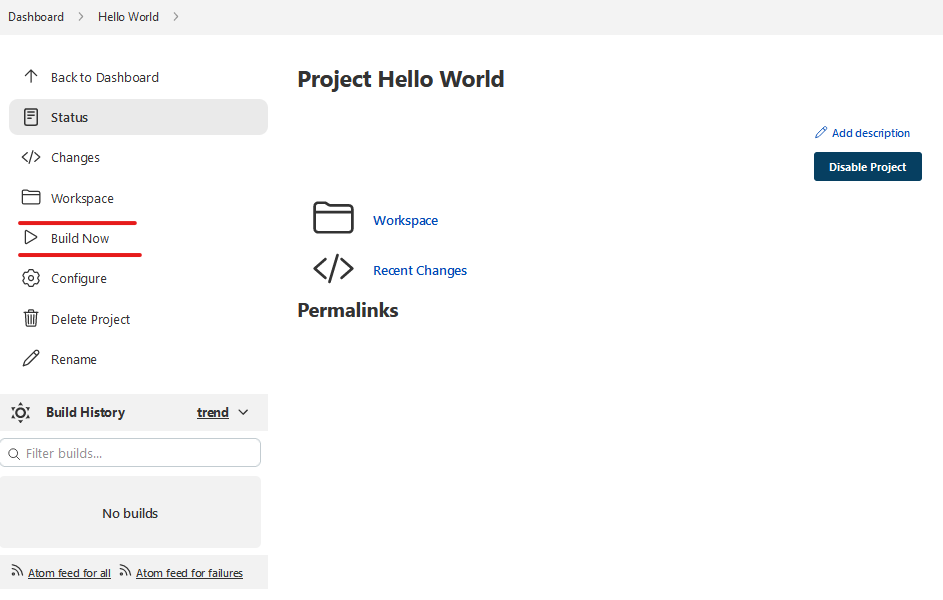 Dashboard > Hello World >
Back to Dashboard
Status
Changes
Workspace
Build Now
Configure
Delete Project
Rename
Build History trend
Filter builds...
No builds
Atom feed for all Atom feed for failures
Project Hello World
Add description
Disable Project
Workspace
Recent Changes
Permalinks